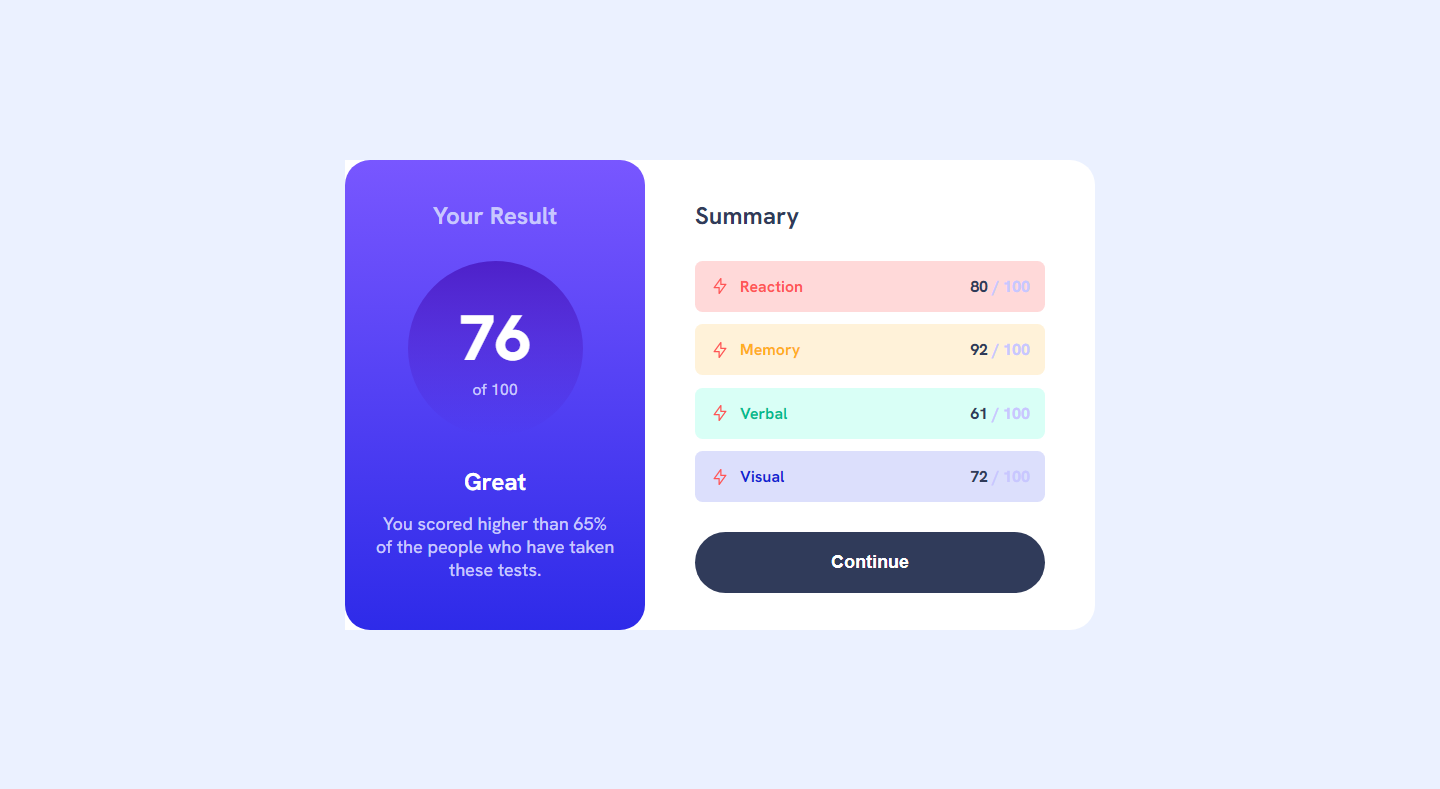 Your Result
76
of 100
Great
You scored higher than 65%
of the people who have taken
these tests.
Summary
Reaction 80 / 100
Memory 92 / 100
Verbal 61 / 100
Visual 72 / 100
Continue